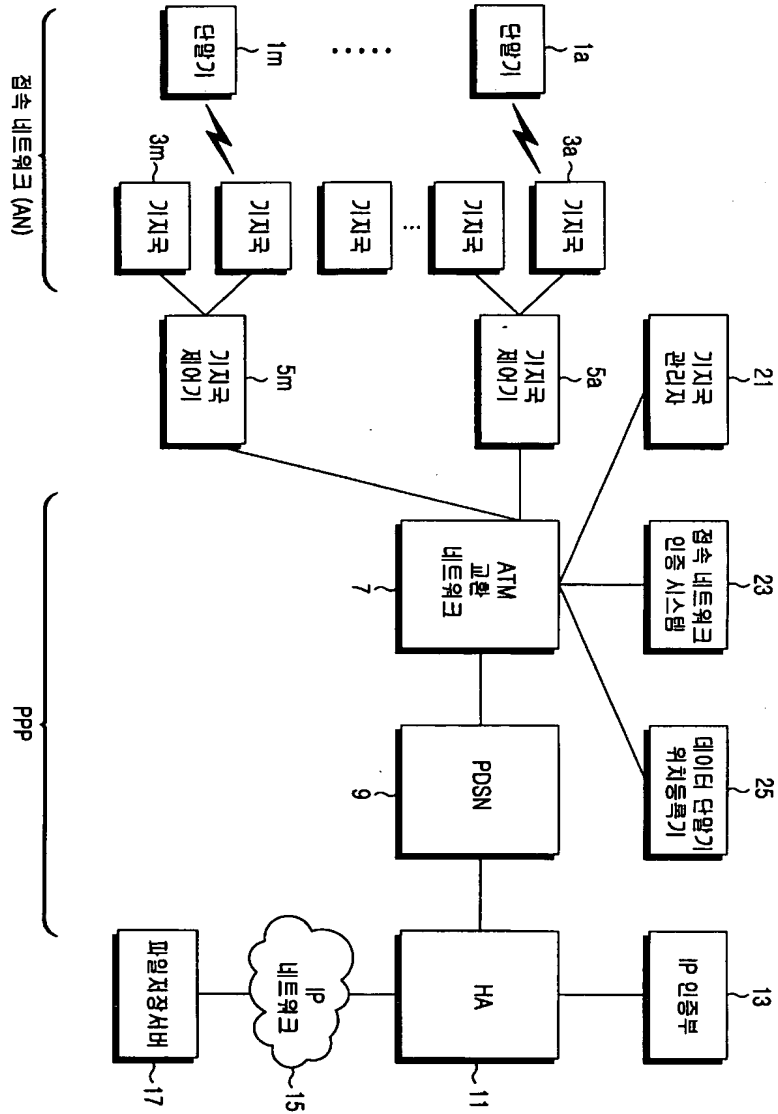 21
기지국
관리자
23
접속 네트워크
인증 시스템
25
데이터 단말기
위치등록기
13
IP 인증부
1a
단말기
3a
기지국
기지국
5a
기지국
제어기
ATM
교환
네트워크
7
PDSN
9
HA
11
기지국
1m
단말기
기지국
3m
기지국
5m
기지국
제어기
IP
네트워크
15
파일저장서버
17
접속 네트워크 (AN)
PPP